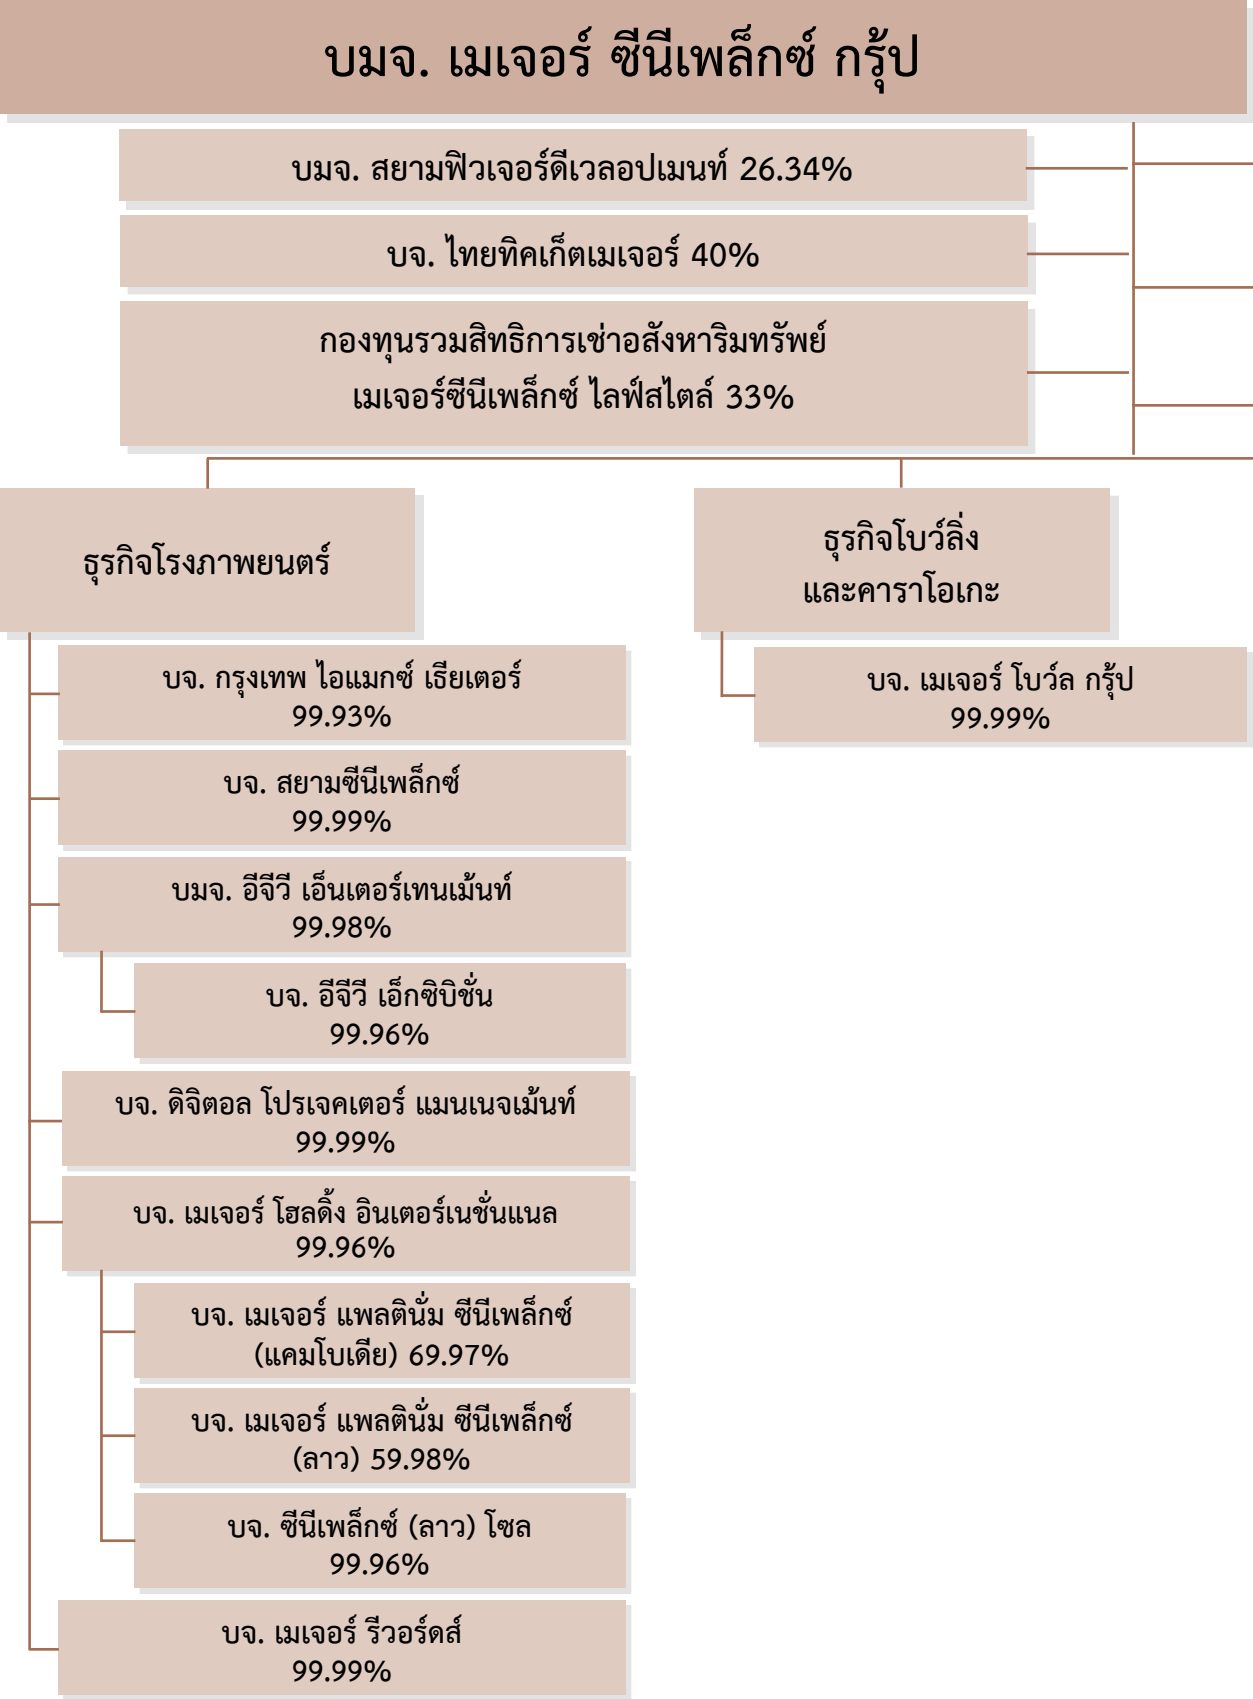 บมจ. เมเจอร์ ซีนีเพล็กซ์ กรุ้ป
บมจ. สยามฟิวเจอร์ดีเวลอปเมนท์ 26.34%
บจ. ไทยทิคเก็ตเมเจอร์ 40%
กองทุนรวมสิทธิการเช่าอสังหาริมทรัพย์
เมเจอร์ซีนีเพล็กซ์ ไลฟ์สไตล์ 33%
ธุรกิจโรงภาพยนตร์
บจ. กรุงเทพ ไอแมกซ์ เธียเตอร์
99.93%
บจ. สยามซีนีเพล็กซ์
99.99%
บมจ. อีจีวี เอ็นเตอร์เทนเม้นท์
99.98%
บจ. อีจีวี เอ็กซิบิชั่น
99.96%
บจ. ดิจิตอล โปรเจคเตอร์ แมนเนจเม้นท์
99.99%
บจ. เมเจอร์ โฮลดิ้ง อินเตอร์เนชั่นแนล
99.96%
บจ. เมเจอร์ แพลตินั่ม ซีนีเพล็กซ์
(แคมโบเดีย) 69.97%
บจ. เมเจอร์ แพลตินั่ม ซีนีเพล็กซ์
(ลาว) 59.98%
บจ. ซีนีเพล็กซ์ (ลาว) โซล
99.96%
บจ. เมเจอร์ รีวอร์ดส์
99.99%
ธุรกิจโบว์ลิ่ง
และคาราโอเกะ
บจ. เมเจอร์ โบว์ล กรุ้ป
99.99%